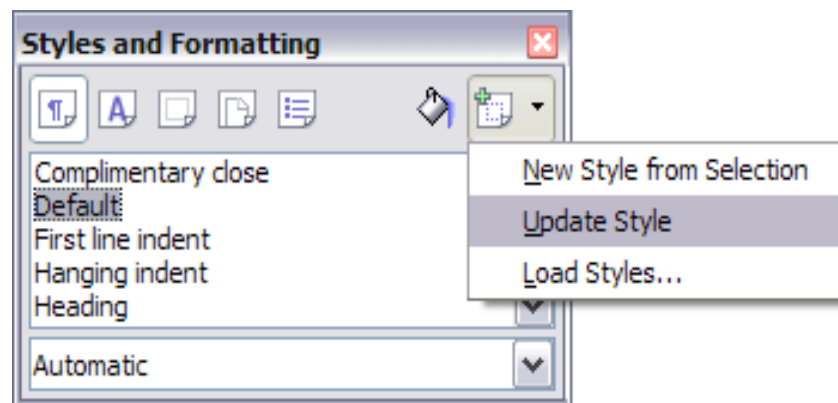 Styles and Formatting
Complimentary close
Default
First line indent
Hanging indent
Heading
Automatic
New Style from Selection
Update Style
Load Styles...